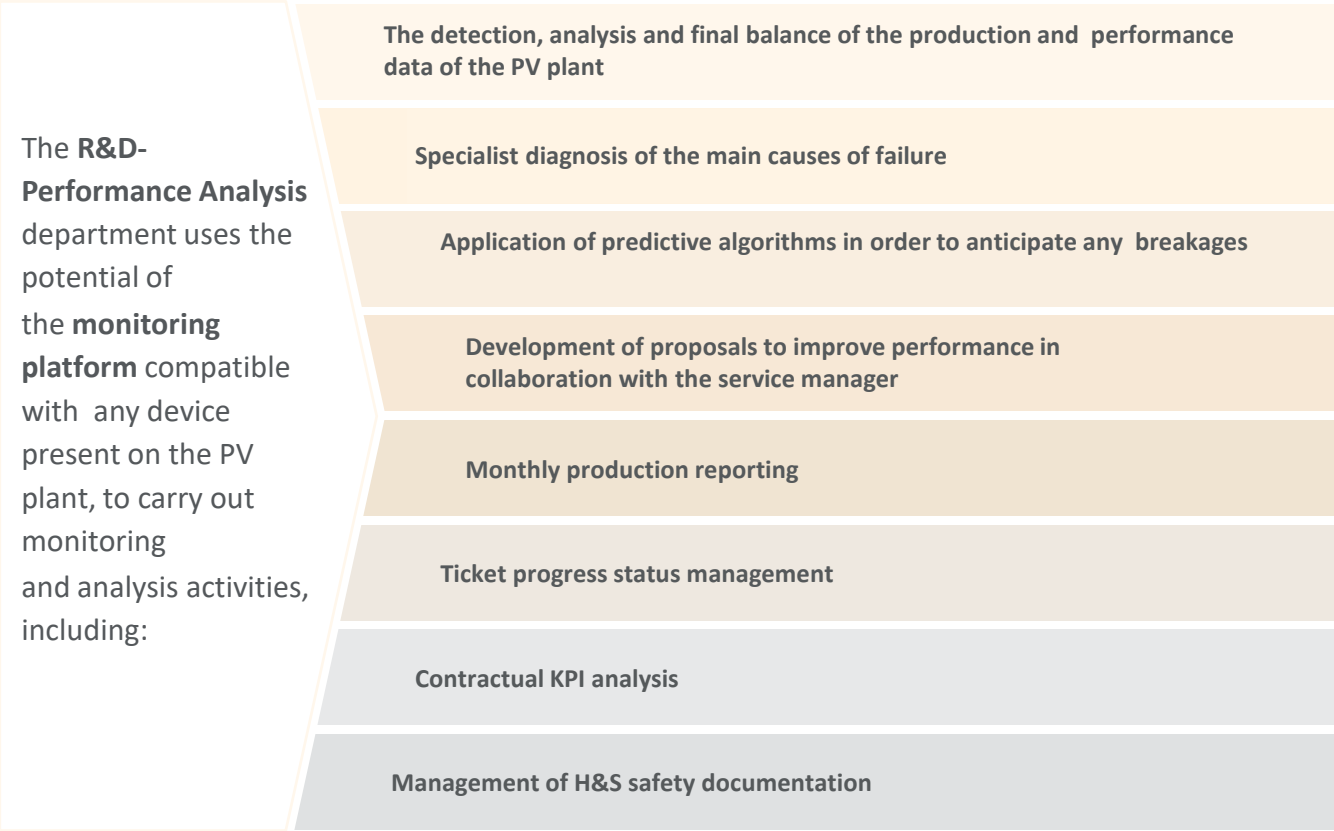 The R&D-
Performance Analysis
department uses the
potential of
the monitoring
platform compatible
with  any device
present on the PV
plant, to carry out
monitoring
and analysis activities,
including:
The detection, analysis and final balance of the production and  performance
data of the PV plant
Specialist diagnosis of the main causes of failure
Application of predictive algorithms in order to anticipate any  breakages
Development of proposals to improve performance in
collaboration with the service manager
Monthly production reporting
Ticket progress status management
Contractual KPI analysis
Management of H&S safety documentation